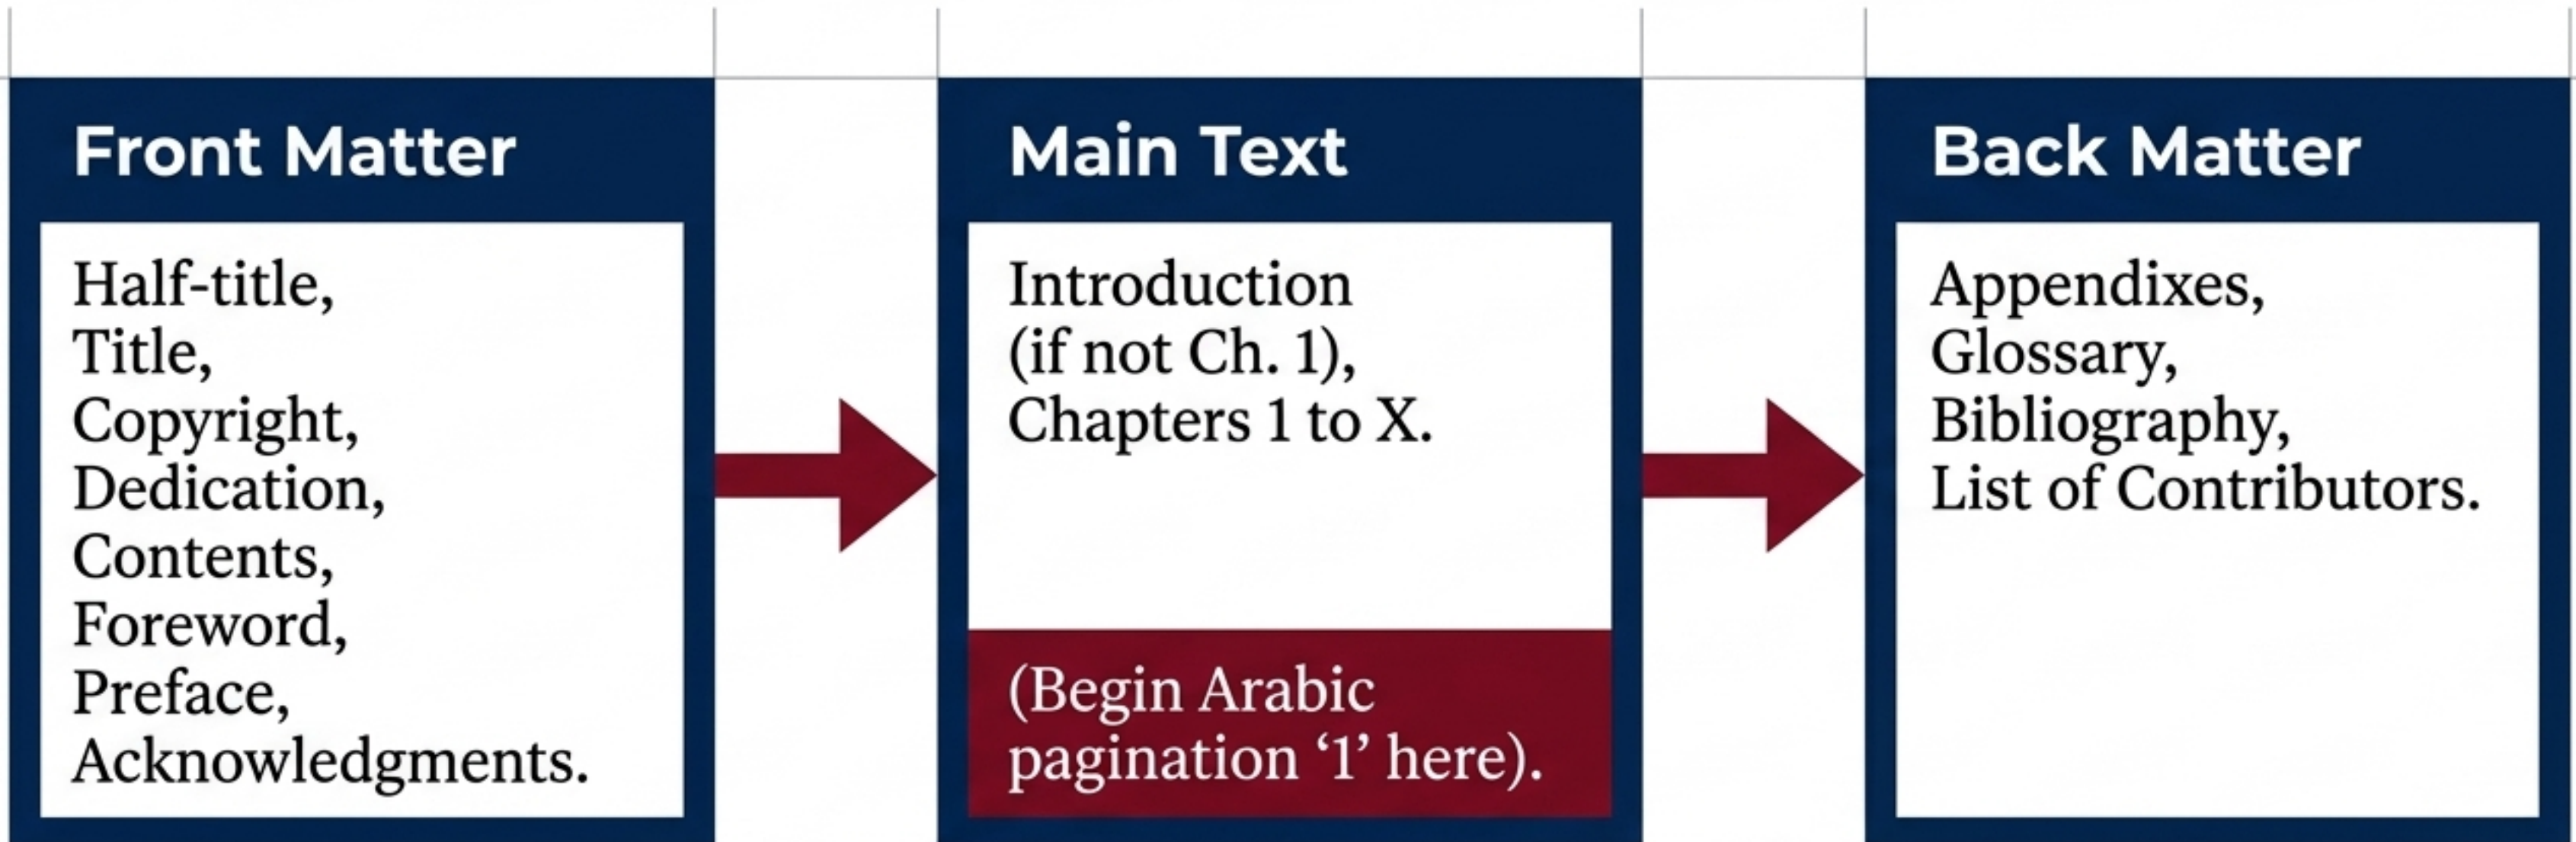 Front Matter
Half-title,
Title,
Copyright,
Dedication,
Contents,
Foreword,
Preface,
Acknowledgments.
Main Text
Introduction
(if not Ch. 1),
Chapters 1 to X.
(Begin Arabic
pagination ‘1’ here).
Back Matter
Appendixes,
Glossary,
Bibliography,
List of Contributors.